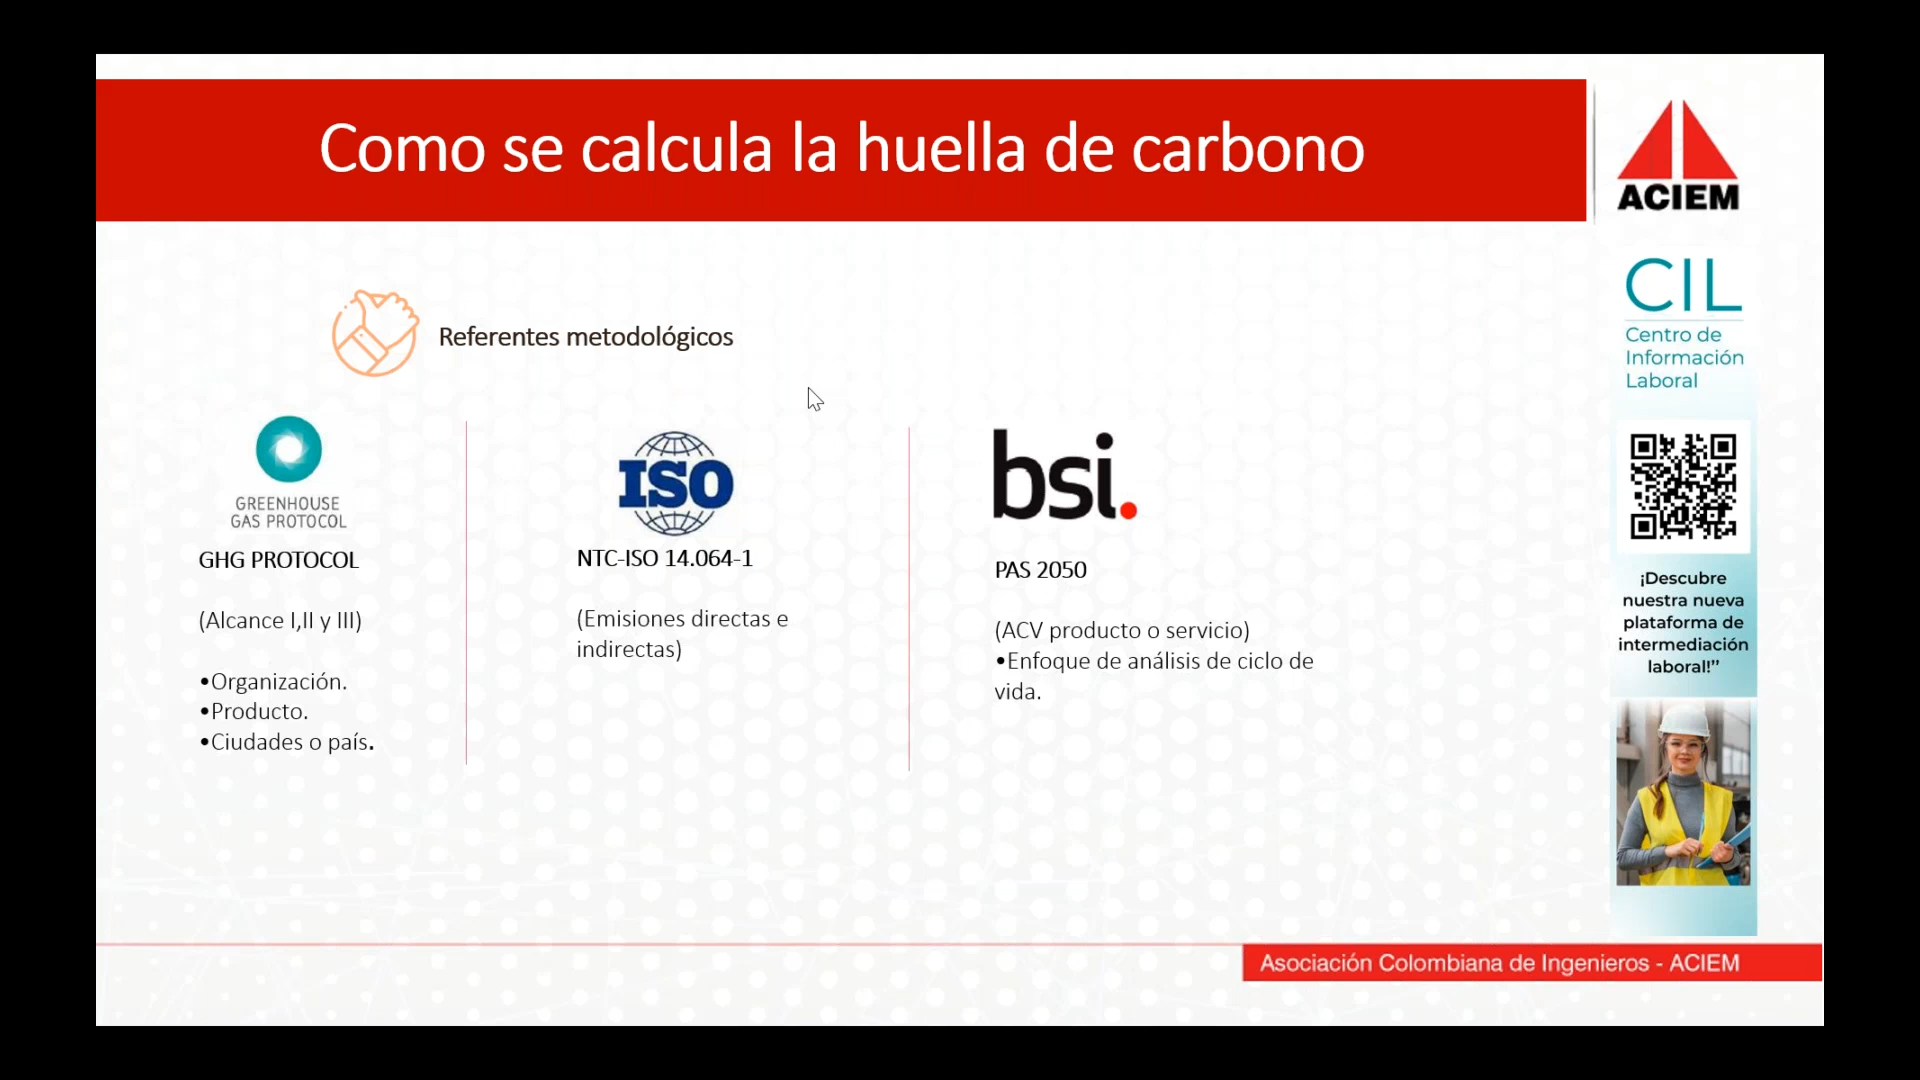 Como se calcula la huella de carbono
ACIEM
CIL
Centro de
Información
Laboral
Referentes metodológicos
GREENHOUSE
GAS PROTOCOL
GHG PROTOCOL
(Alcance I,II y III)
•Organización.
•Producto.
•Ciudades o país.
ISO
NTC-ISO 14.064-1
(Emisiones directas e
indirectas)
bsi.
PAS 2050
(ACV producto o servicio)
•Enfoque de análisis de ciclo de
vida.
¡Descubre
nuestra nueva
plataforma de
intermediación
laboral!”
Asociación Colombiana de Ingenieros - ACIEM